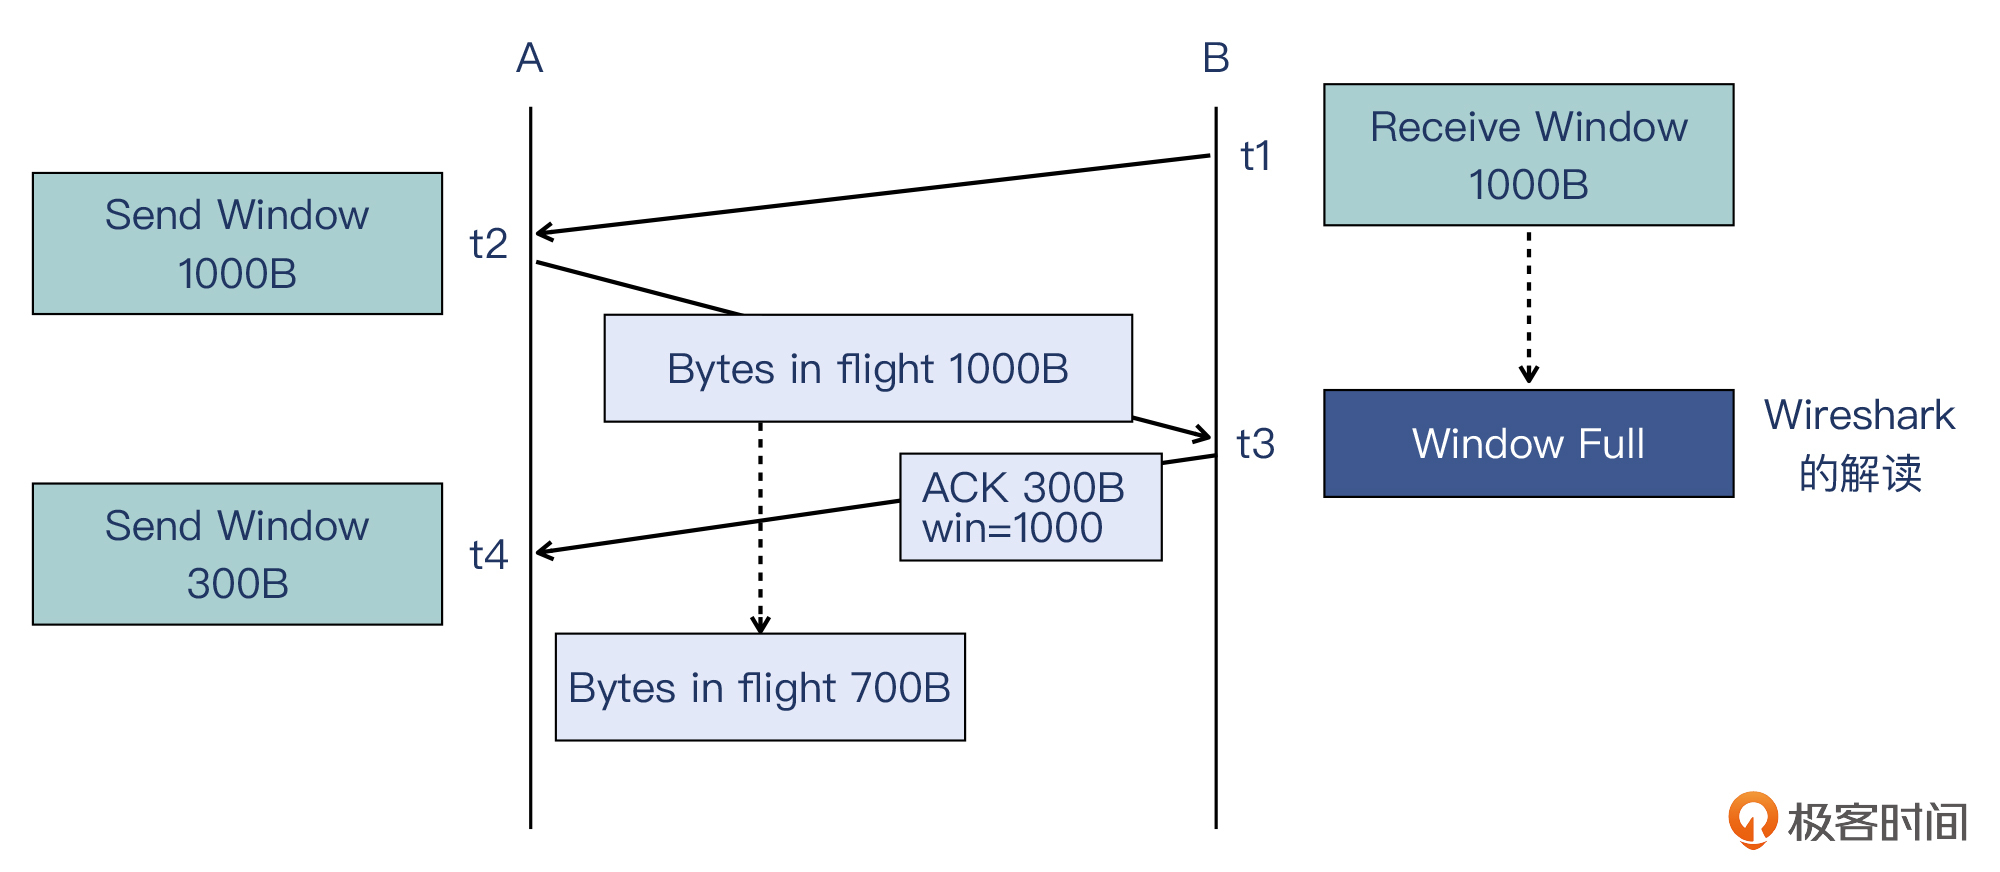 A
B
Receive Window
1000B
t1
Send Window
1000B
t2
Bytes in flight 1000B
t3
Window Full
Wireshark
的解读
ACK 300B
win=1000
Send Window
300B
t4
Bytes in flight 700B
极客时间